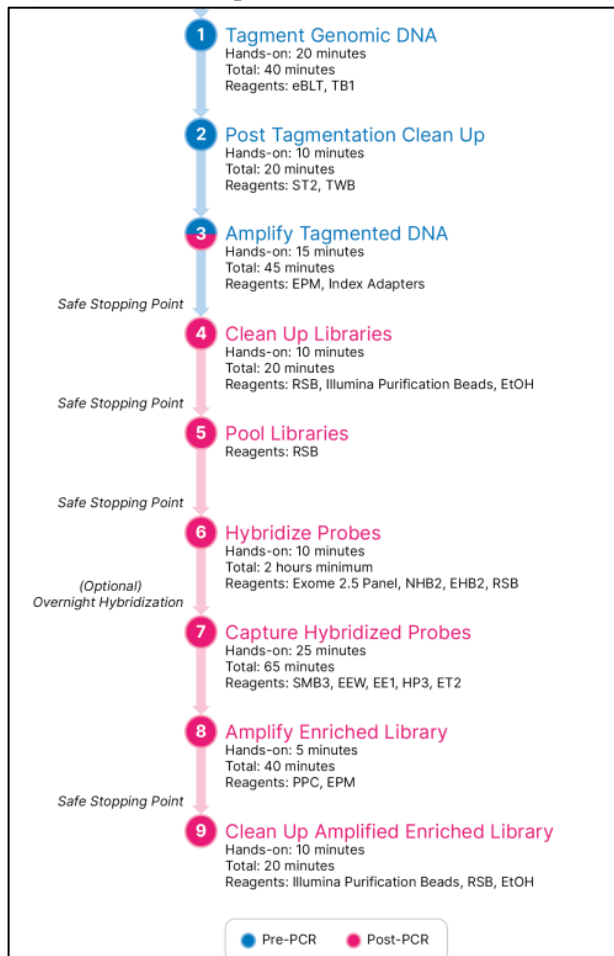 1 Tagment Genomic DNA
Hands-on: 20 minutes
Total: 40 minutes
Reagents: eBLT, TB1
2 Post Tagmentation Clean Up
Hands-on: 10 minutes
Total: 20 minutes
Reagents: ST2, TWB
3 Amplify Tagmented DNA
Hands-on: 15 minutes
Total: 45 minutes
Reagents: EPM, Index Adapters
Safe Stopping Point
4 Clean Up Libraries
Hands-on: 10 minutes
Total: 20 minutes
Reagents: RSB, Illumina Purification Beads, EtOH
Safe Stopping Point
5 Pool Libraries
Reagents: RSB
Safe Stopping Point
6 Hybridize Probes
Hands-on: 10 minutes
Total: 2 hours minimum
Reagents: Exome 2.5 Panel, NHB2, EHB2, RSB
(Optional)
Overnight Hybridization
7 Capture Hybridized Probes
Hands-on: 25 minutes
Total: 65 minutes
Reagents: SMB3, EEW, EE1, HP3, ET2
8 Amplify Enriched Library
Hands-on: 5 minutes
Total: 40 minutes
Reagents: PPC, EPM
Safe Stopping Point
9 Clean Up Amplified Enriched Library
Hands-on: 10 minutes
Total: 20 minutes
Reagents: Illumina Purification Beads, RSB, EtOH
Pre-PCR Post-PCR